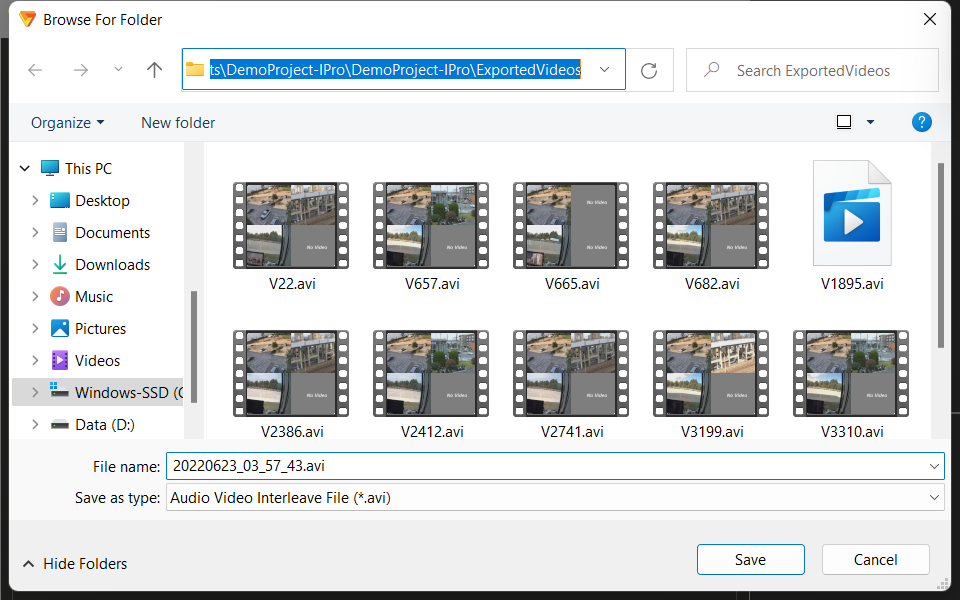 Browse For Folder
ts\DemoProject-IPro\DemoProject-IPro\ExportedVideos
Search ExportedVideos
Organize
New folder
?
This PC
Desktop
Documents
Downloads
Music
Pictures
Videos
Windows-SSD (C
Data (D:)
No Video
No Video
No Video
No Video
No Video
V22.avi
V657.avi
V665.avi
V682.avi
V1895.avi
No Video
No Video
No Video
No Video
No Video
V2386.avi
V2412.avi
V2741.avi
V3199.avi
V3310.avi
File name: 20220623_03_57_43.avi
Save as type: Audio Video Interleave File (*.avi)
Hide Folders
Save
Cancel